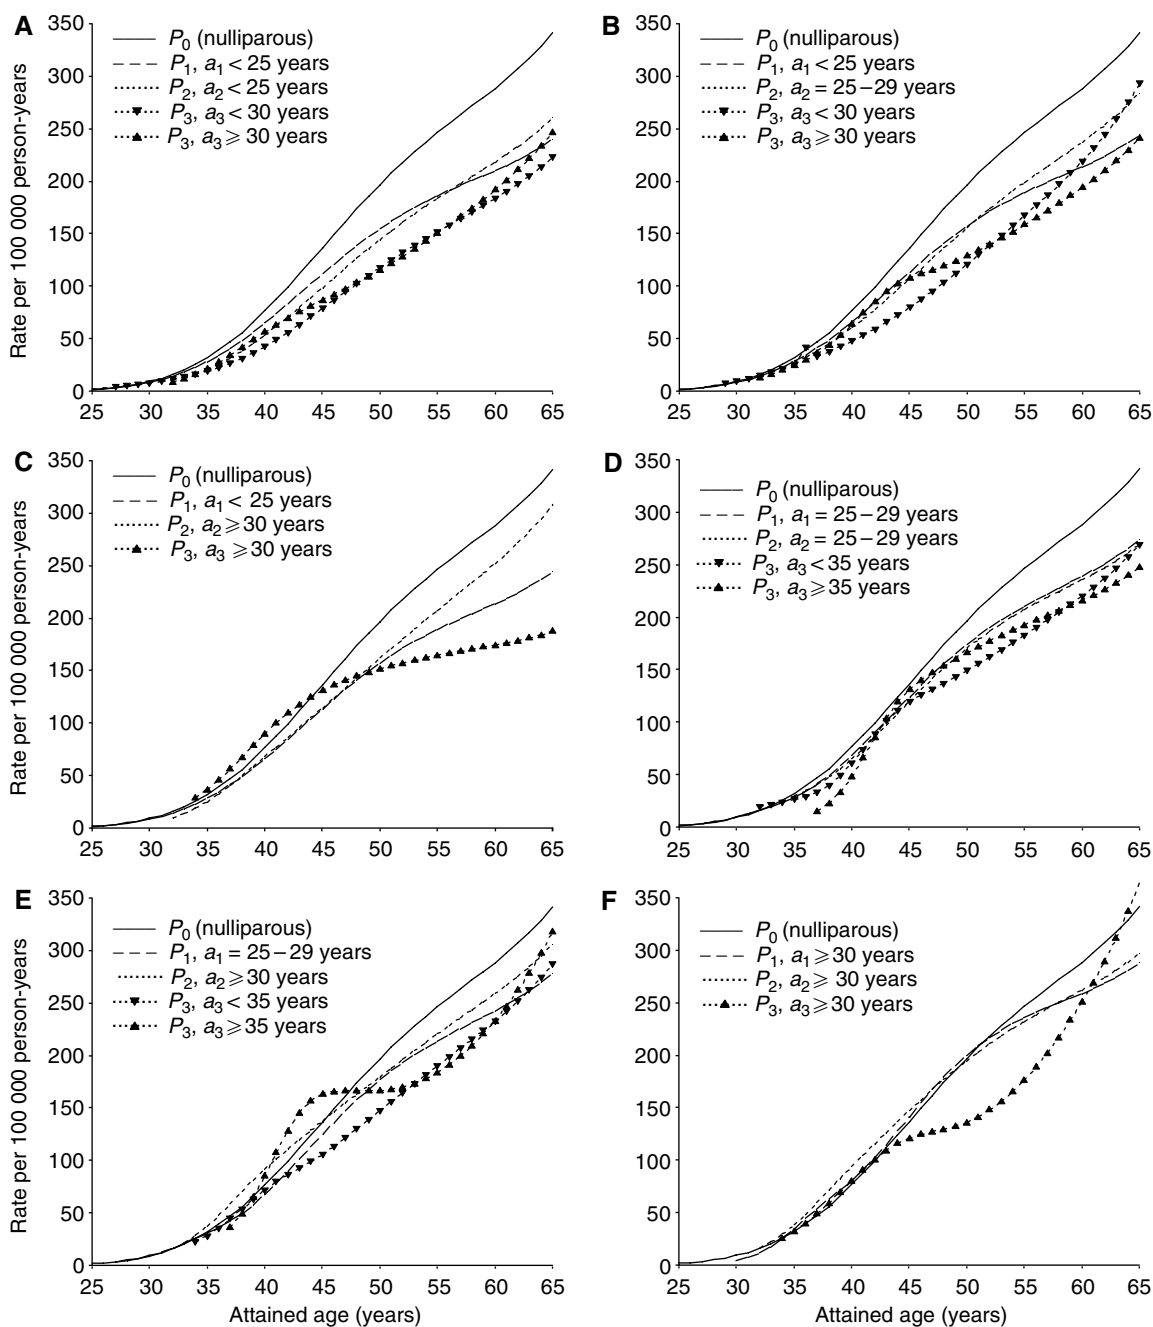 A
350
300
250
200
150
100
50
0
Rate per 100 000 person-years
P0 (nulliparous)
P1, a1 < 25 years
P2, a2 < 25 years
P3, a3 < 30 years
P3, a3 ⩾ 30 years
25 30 35 40 45 50 55 60 65
B
350
300
250
200
150
100
50
0
P0 (nulliparous)
P1, a1 < 25 years
P2, a2 = 25–29 years
P3, a3 < 30 years
P3, a3 ⩾ 30 years
25 30 35 40 45 50 55 60 65
C
350
300
250
200
150
100
50
0
Rate per 100 000 person-years
P0 (nulliparous)
P1, a1 < 25 years
P2, a2 ⩾ 30 years
P3, a3 ⩾ 30 years
25 30 35 40 45 50 55 60 65
D
350
300
250
200
150
100
50
0
P0 (nulliparous)
P1, a1 = 25–29 years
P2, a2 = 25–29 years
P3, a3 < 35 years
P3, a3 ⩾ 35 years
25 30 35 40 45 50 55 60 65
E
350
300
250
200
150
100
50
0
Rate per 100 000 person-years
P0 (nulliparous)
P1, a1 = 25–29 years
P2, a2 ⩾ 30 years
P3, a3 < 35 years
P3, a3 ⩾ 35 years
25 30 35 40 45 50 55 60 65
Attained age (years)
F
350
300
250
200
150
100
50
0
P0 (nulliparous)
P1, a1 ⩾ 30 years
P2, a2 ⩾ 30 years
P3, a3 ⩾ 30 years
25 30 35 40 45 50 55 60 65
Attained age (years)